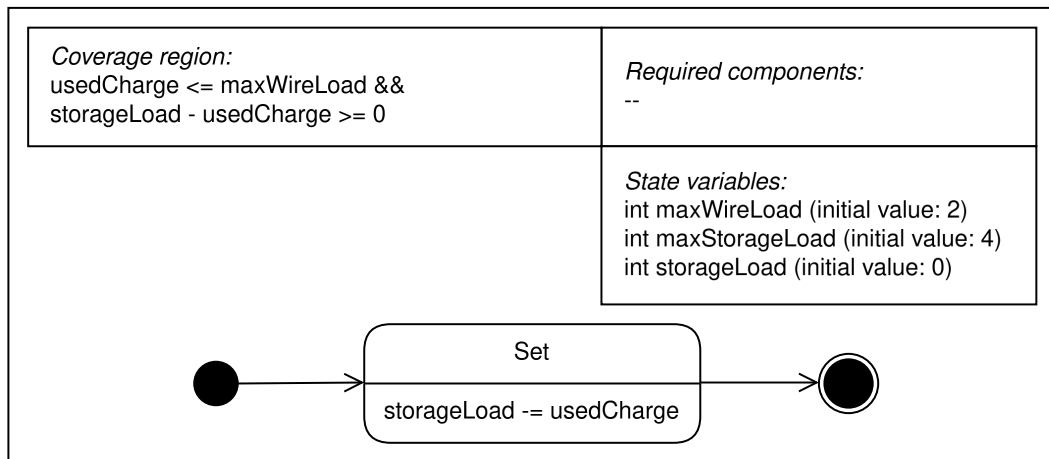 Coverage region:
usedCharge <= maxWireLoad &&
storageLoad - usedCharge >= 0
Required components:
--
State variables:
int maxWireLoad (initial value: 2)
int maxStorageLoad (initial value: 4)
int storageLoad (initial value: 0)
Set
storageLoad -= usedCharge